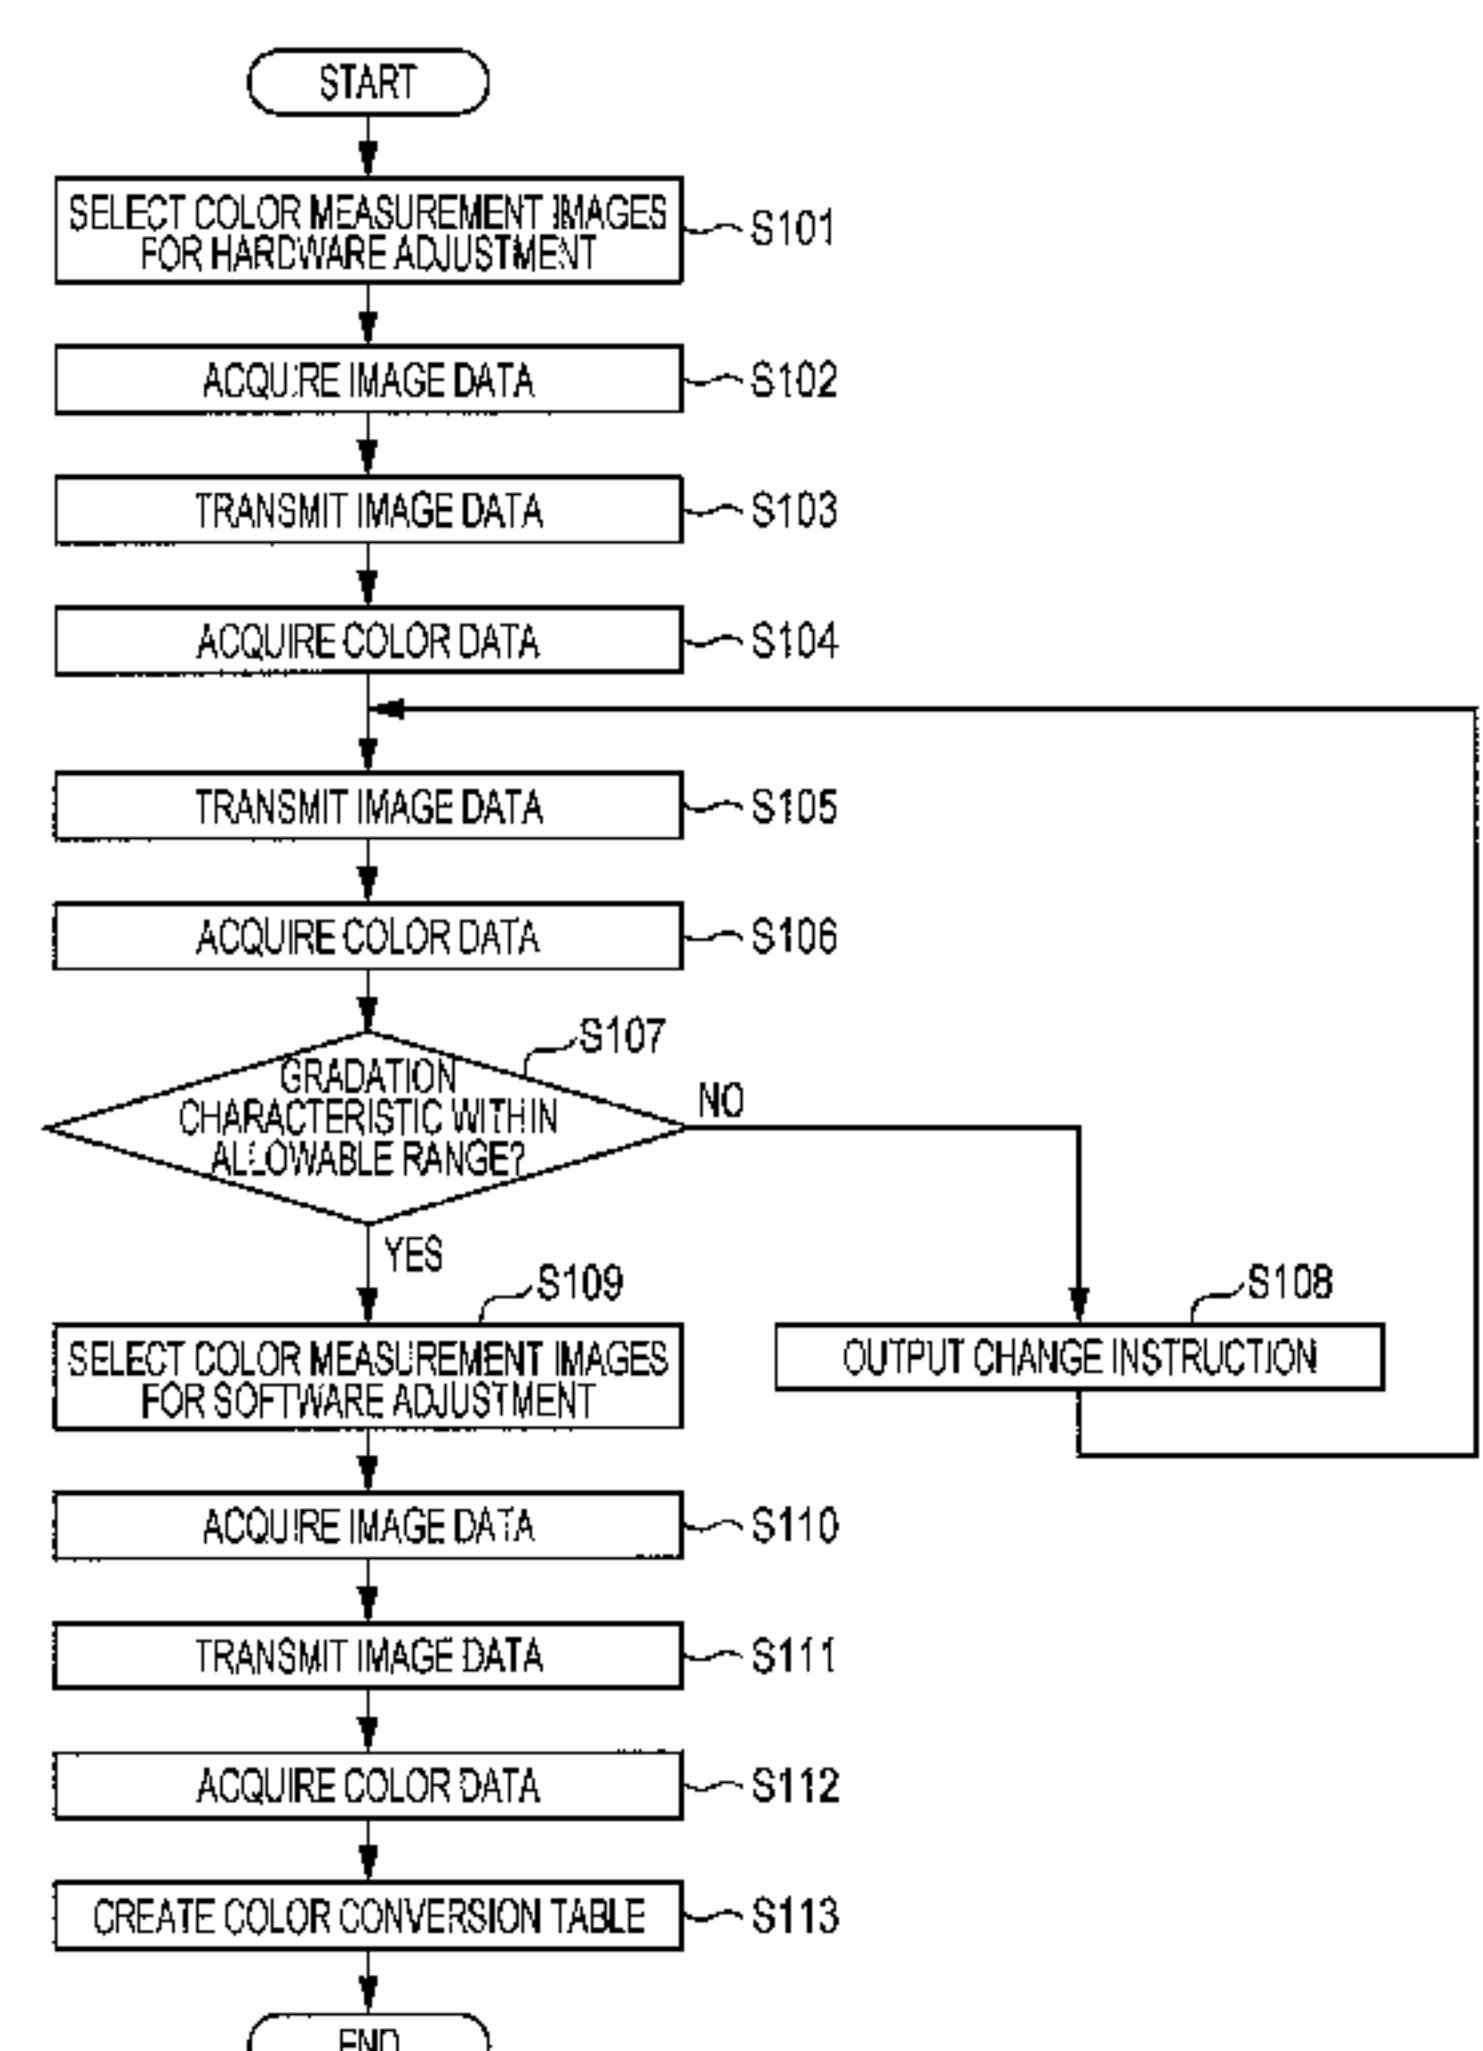 START
SELECT COLOR MEASUREMENT IMAGES
FOR HARDWARE ADJUSTMENT
S101
ACQUIRE IMAGE DATA
S102
TRANSMIT IMAGE DATA
S103
ACQUIRE COLOR DATA
S104
TRANSMIT IMAGE DATA
S105
ACQUIRE COLOR DATA
S106
S107
GRADATION
CHARACTERISTIC WITHIN
ALLOWABLE RANGE?
NO
YES
S109
SELECT COLOR MEASUREMENT IMAGES
FOR SOFTWARE ADJUSTMENT
S108
OUTPUT CHANGE INSTRUCTION
ACQUIRE IMAGE DATA
S110
TRANSMIT IMAGE DATA
S111
ACQUIRE COLOR DATA
S112
CREATE COLOR CONVERSION TABLE
S113
END